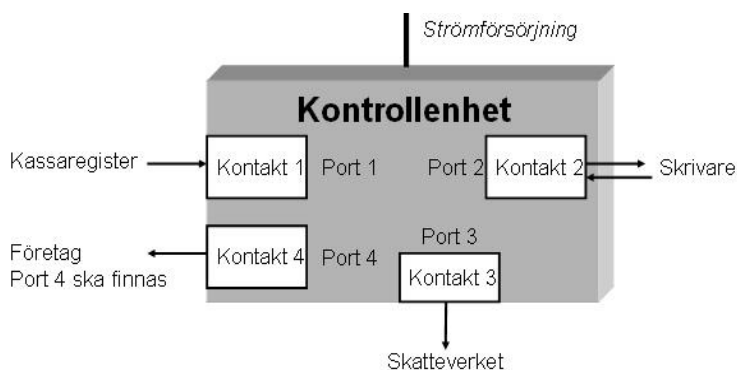 Strömförsörjning
Kontrollenhet
Kassaregister
Kontakt 1
Port 1
Port 2
Kontakt 2
Skrivare
Företag
Port 4 ska finnas
Kontakt 4
Port 4
Port 3
Kontakt 3
Skatteverket